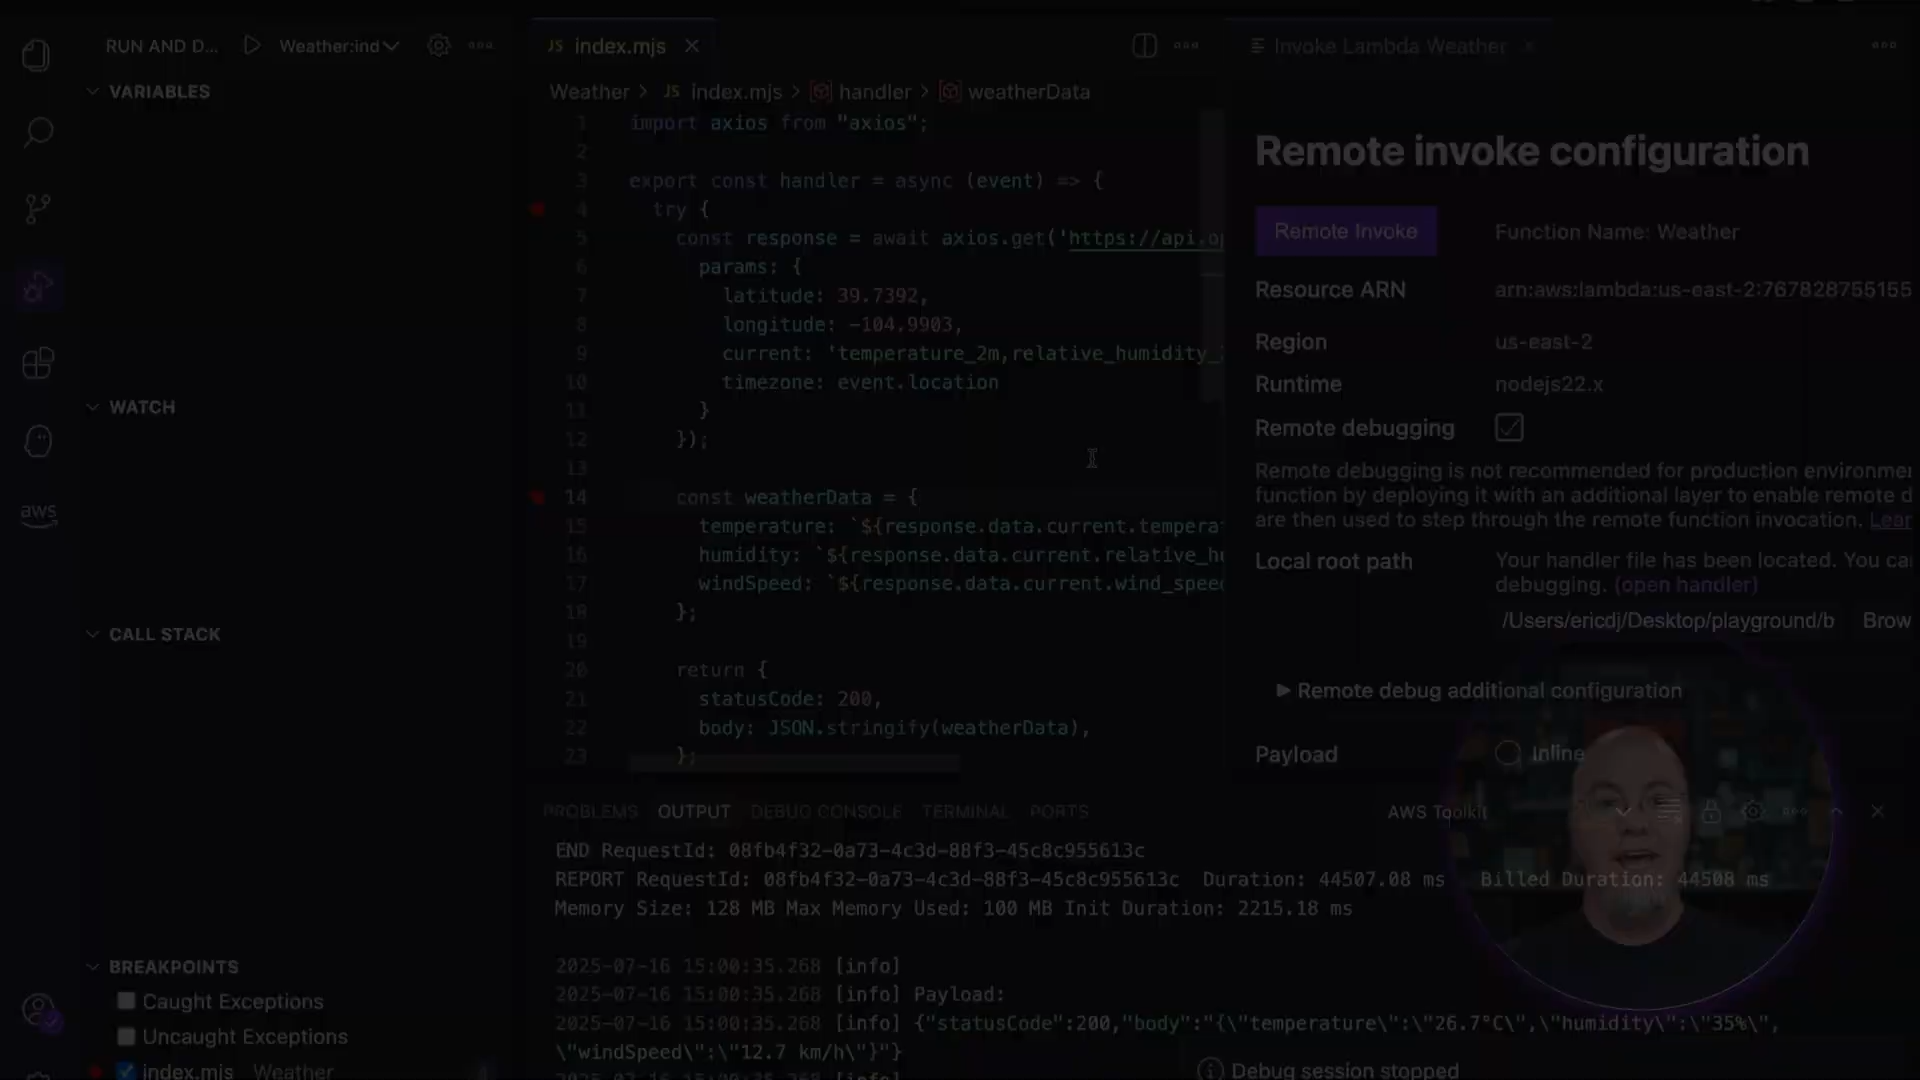 RUN AND D...
Weather:ind
VARIABLES
WATCH
CALL STACK
BREAKPOINTS
Caught Exceptions
Uncaught Exceptions
index.mjs Weather
aws
JS index.mjs
Weather > JS index.mjs > handler > weatherData
1 import axios from "axios";
2
3 export const handler = async (event) => {
4 try {
5 const response = await axios.get('https://api.o
6 params: {
7 latitude: 39.7392,
8 longitude: -104.9903,
9 current: 'temperature_2m,relative_humidity_
10 timezone: event.location
11 }
12 });
13
14 const weatherData = {
15 temperature: `${response.data.current.tempera
16 humidity: `${response.data.current.relative_hu
17 windSpeed: `${response.data.current.wind_speed
18 };
19
20 return {
21 statusCode: 200,
22 body: JSON.stringify(weatherData),
23 };
Invoke Lambda Weather
Remote invoke configuration
Remote Invoke
Function Name: Weather
Resource ARN arn:aws:lambda:us-east-2:767828755155
Region us-east-2
Runtime nodejs22.x
Remote debugging
Remote debugging is not recommended for production environme
function by deploying it with an additional layer to enable remote d
are then used to step through the remote function invocation. Lear
Local root path Your handler file has been located. You ca
debugging. (open handler)
/Users/ericdj/Desktop/playground/b Brow
Remote debug additional configuration
Payload Inline
PROBLEMS OUTPUT DEBUG CONSOLE TERMINAL PORTS AWS Toolkit
END RequestId: 08fb4f32-0a73-4c3d-88f3-45c8c955613c
REPORT RequestId: 08fb4f32-0a73-4c3d-88f3-45c8c955613c Duration: 44507.08 ms Billed Duration: 44508 ms
Memory Size: 128 MB Max Memory Used: 100 MB Init Duration: 2215.18 ms
2025-07-16 15:00:35.268 [info]
2025-07-16 15:00:35.268 [info] Payload:
2025-07-16 15:00:35.268 [info] {"statusCode":200,"body":"{\"temperature\":\"26.7°C\",\"humidity\":\"35%\",
\"windSpeed\":\"12.7 km/h\"}"}
Debug session stopped